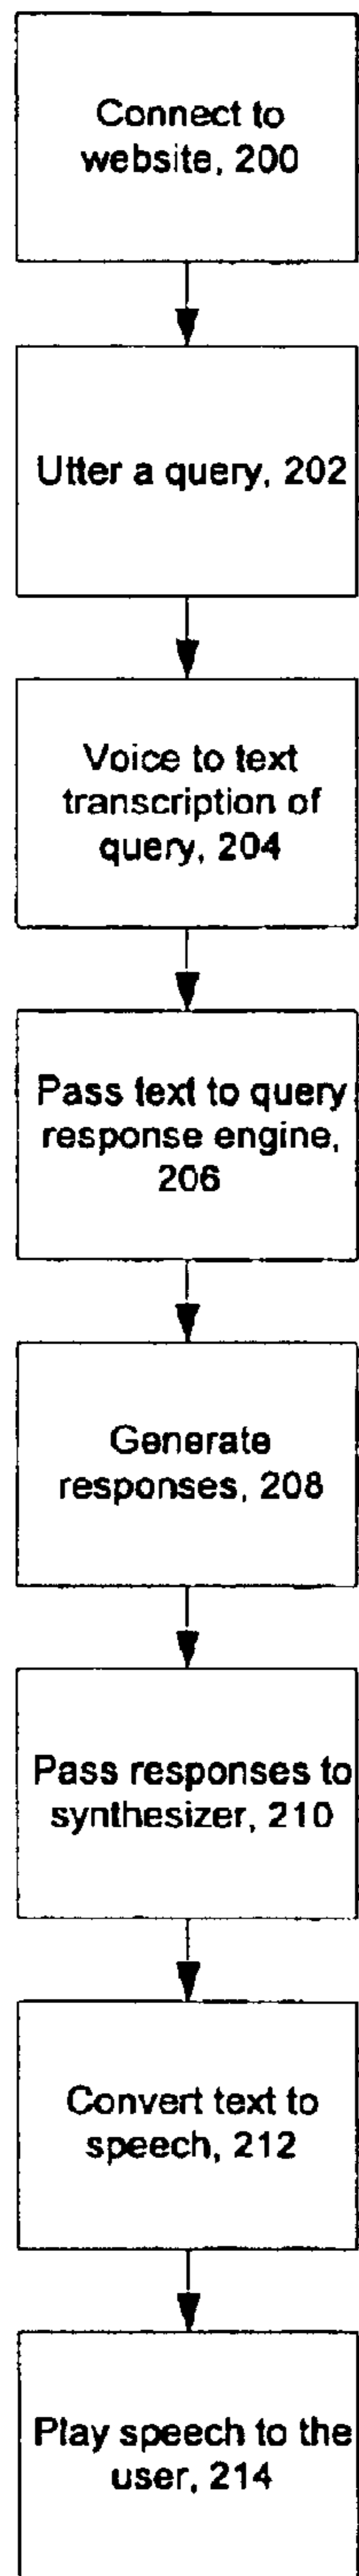 Connect to
website, 200
Utter a query, 202
Voice to text
transcription of
query, 204
Pass text to query
response engine,
206
Generate
responses, 208
Pass responses to
synthesizer, 210
Convert text to
speech, 212
Play speech to the
user, 214